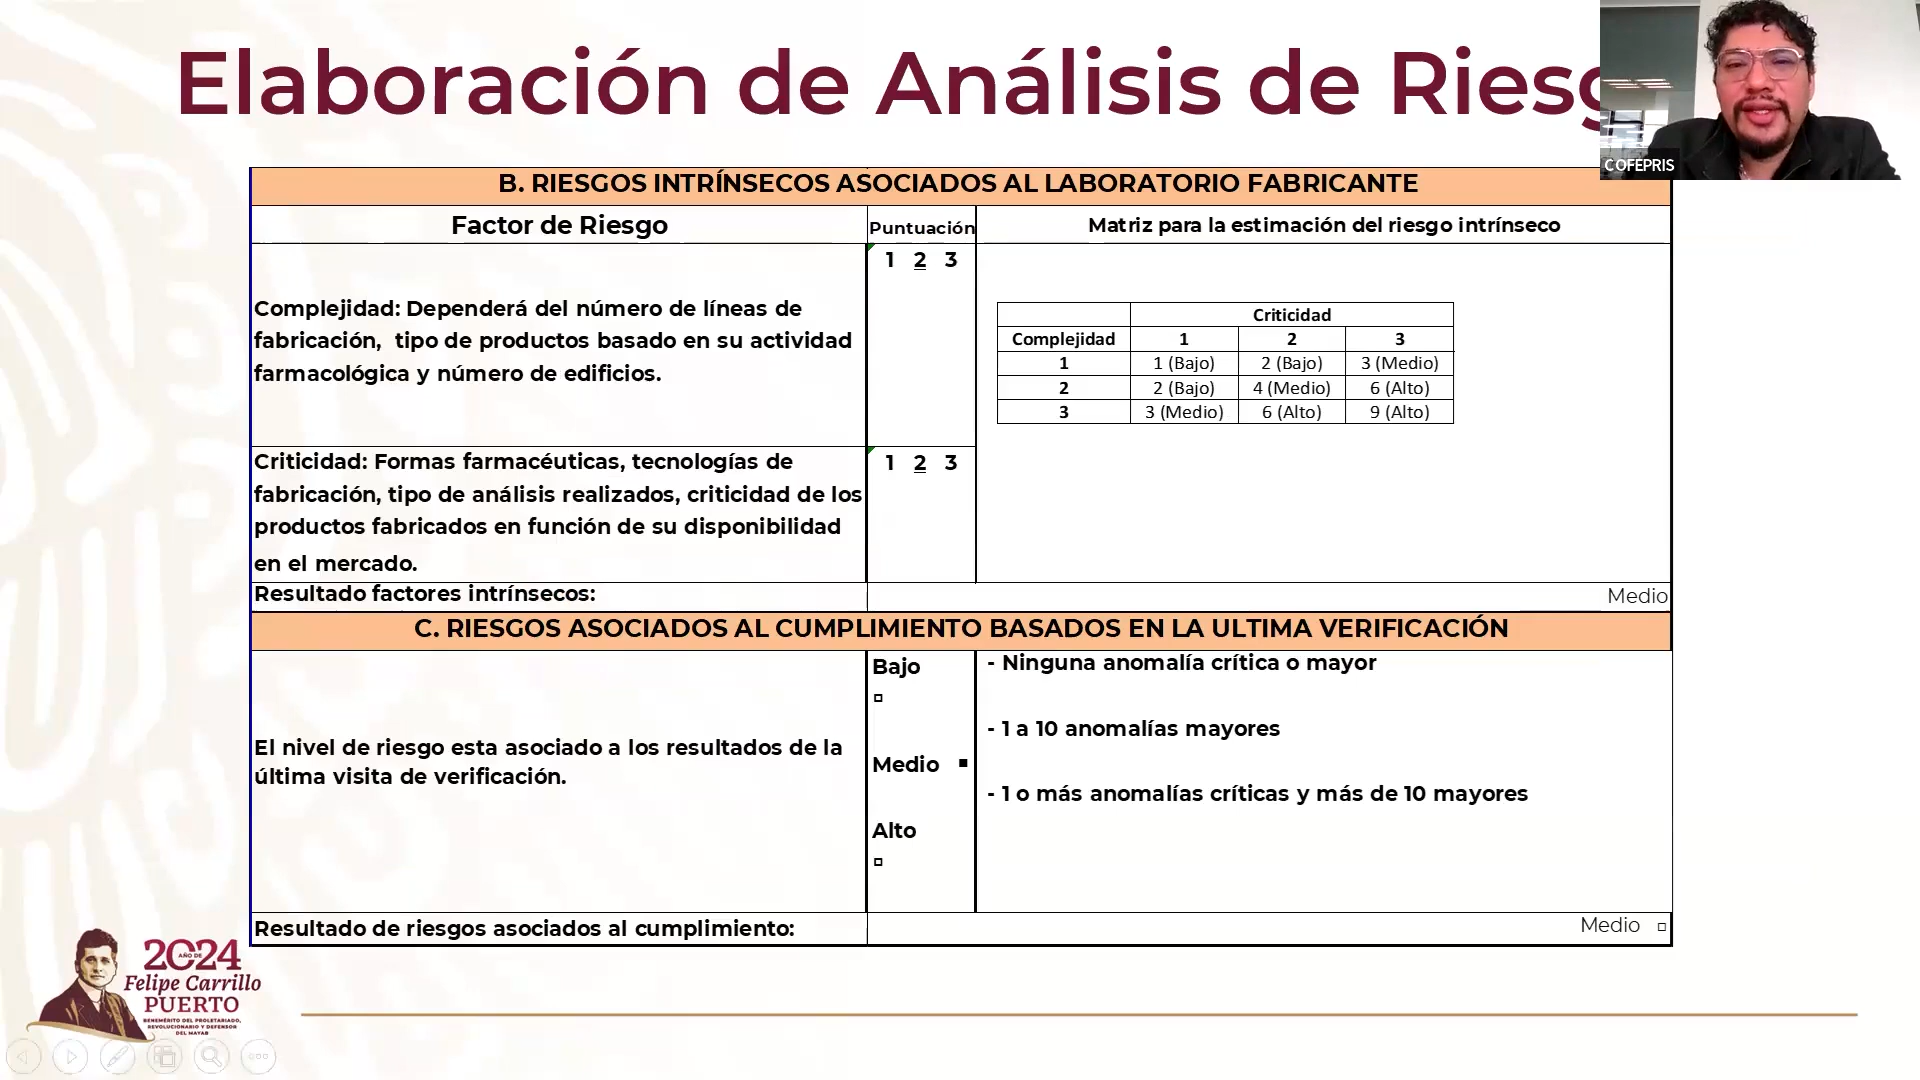 Elaboración de Análisis de Riesg
COFEPRIS
B. RIESGOS INTRÍNSECOS ASOCIADOS AL LABORATORIO FABRICANTE
Factor de Riesgo
Puntuación
Matriz para la estimación del riesgo intrínseco
Complejidad: Dependerá del número de líneas de
fabricación, tipo de productos basado en su actividad
farmacológica y número de edificios.
1 2 3
Criticidad
Complejidad 1 2 3
1 1 (Bajo) 2 (Bajo) 3 (Medio)
2 2 (Bajo) 4 (Medio) 6 (Alto)
3 3 (Medio) 6 (Alto) 9 (Alto)
Criticidad: Formas farmacéuticas, tecnologías de
fabricación, tipo de análisis realizados, criticidad de los
productos fabricados en función de su disponibilidad
en el mercado.
1 2 3
Resultado factores intrínsecos:
Medio
C. RIESGOS ASOCIADOS AL CUMPLIMIENTO BASADOS EN LA ULTIMA VERIFICACIÓN
El nivel de riesgo esta asociado a los resultados de la
última visita de verificación.
Bajo
Medio
Alto
- Ninguna anomalía crítica o mayor
- 1 a 10 anomalías mayores
- 1 o más anomalías críticas y más de 10 mayores
Resultado de riesgos asociados al cumplimiento:
Medio
2024
AÑO DE
Felipe Carrillo
PUERTO
BENEMÉRITO DEL PROLETARIADO,
REVOLUCIONARIO Y DEFENSOR
DEL MAYAB